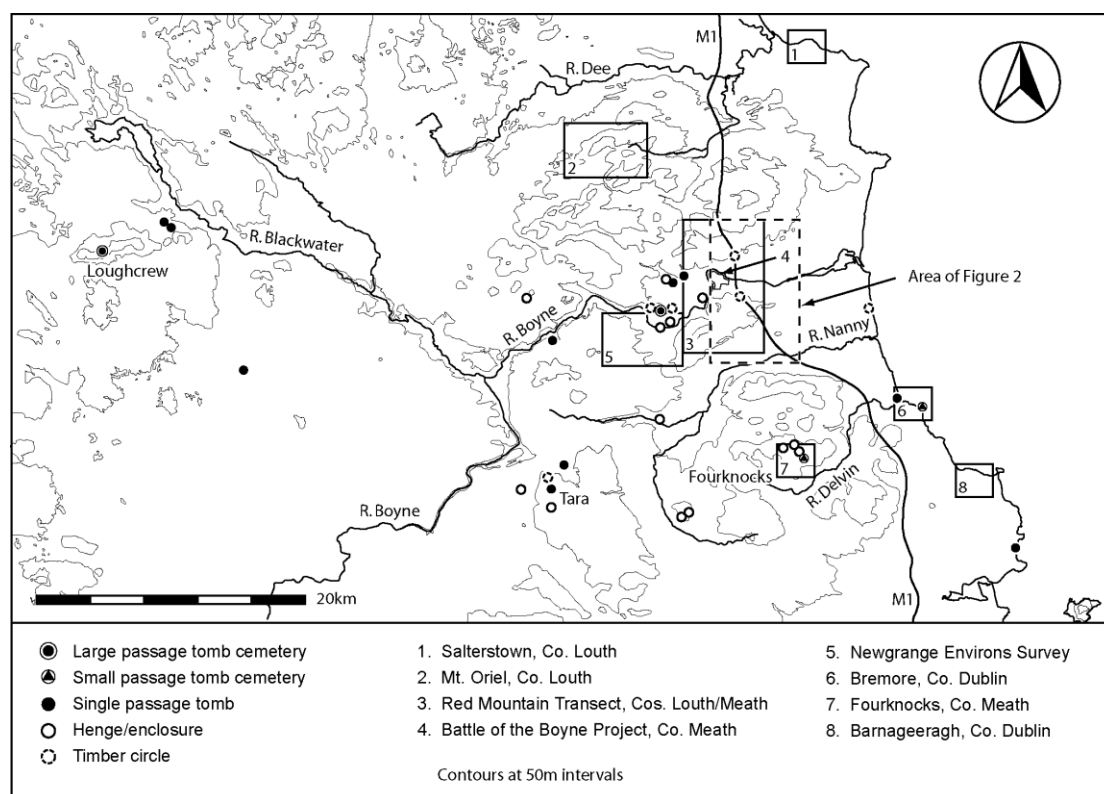 M1
1
R. Dee
2
R. Blackwater
Loughcrew
4
Area of Figure 2
R. Boyne
R. Nanny
3
5
6
7
Fourknocks
R. Delvin
8
Tara
R. Boyne
20km
M1
Large passage tomb cemetery
Small passage tomb cemetery
Single passage tomb
Henge/enclosure
Timber circle
1. Salterstown, Co. Louth
2. Mt. Oriel, Co. Louth
3. Red Mountain Transect, Cos. Louth/Meath
4. Battle of the Boyne Project, Co. Meath
5. Newgrange Environs Survey
6. Bremore, Co. Dublin
7. Fourknocks, Co. Meath
8. Barnageeragh, Co. Dublin
Contours at 50m intervals